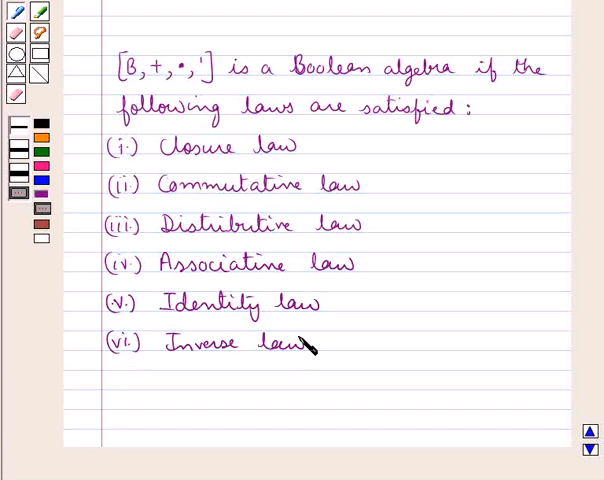 [B, +, •, '] is a Boolean algebra if the
following laws are satisfied :
(i.) Closure law
(ii.) Commutative law
(iii.) Distributive law
(iv.) Associative law
(v.) Identity law
(vi.) Inverse law